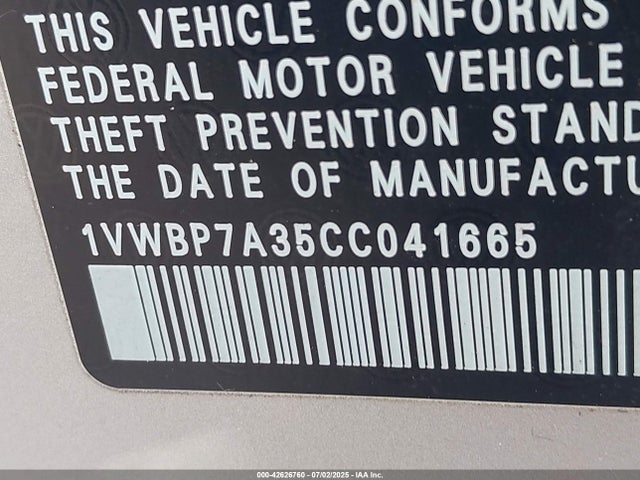 THIS VEHICLE CONFORMS
FEDERAL MOTOR VEHICLE
THEFT PREVENTION STAND
THE DATE OF MANUFACTU
1VWBP7A35CC041665
000-42626760 - 07/02/2025 - IAA Inc.